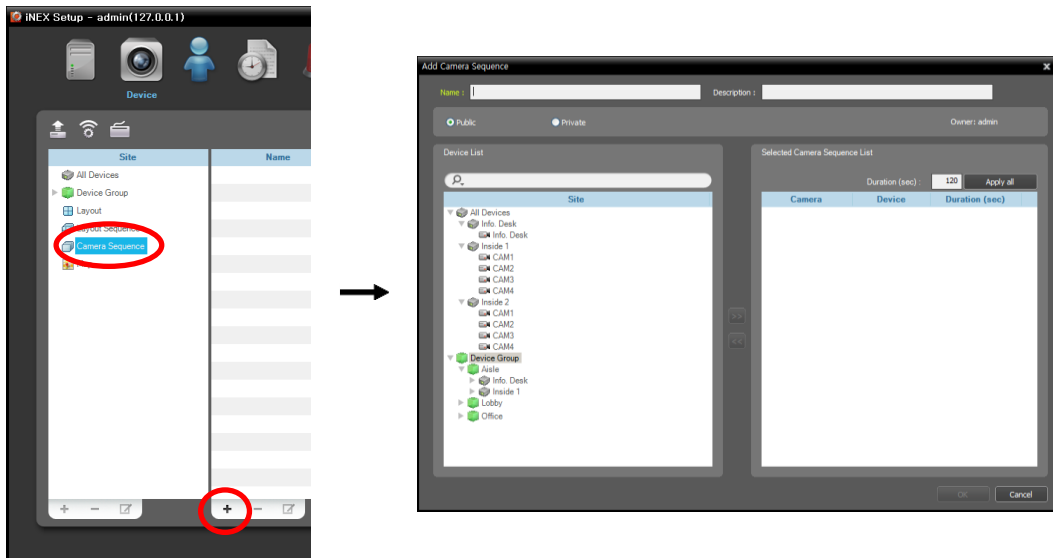 iNEX Setup - admin(127.0.0.1)
Device
Site
Name
All Devices
Device Group
Layout
Layout Sequence
Camera Sequence
Add Camera Sequence
Name :
Description :
Public
Private
Owner: admin
Device List
Site
All Devices
Info. Desk
Info. Desk
Inside 1
CAM1
CAM2
CAM3
CAM4
Inside 2
CAM1
CAM2
CAM3
CAM4
Device Group
Aisle
Info. Desk
Inside 1
Lobby
Office
>>
<<
Selected Camera Sequence List
Duration (sec) : 120 Apply all
Camera Device Duration (sec)
OK Cancel